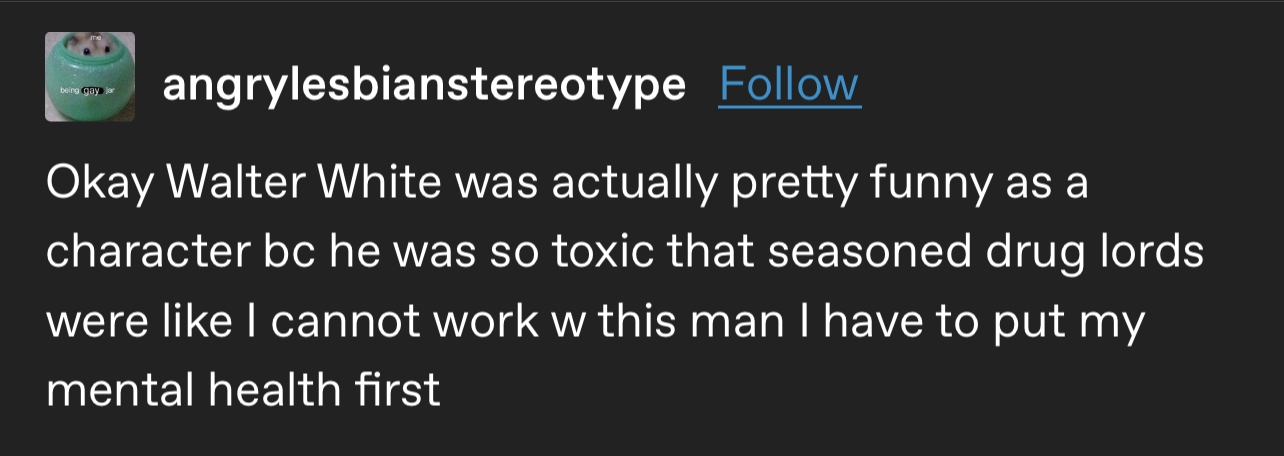 me
being gay jar
angrylesbianstereotype Follow
Okay Walter White was actually pretty funny as a
character bc he was so toxic that seasoned drug lords
were like I cannot work w this man I have to put my
mental health first